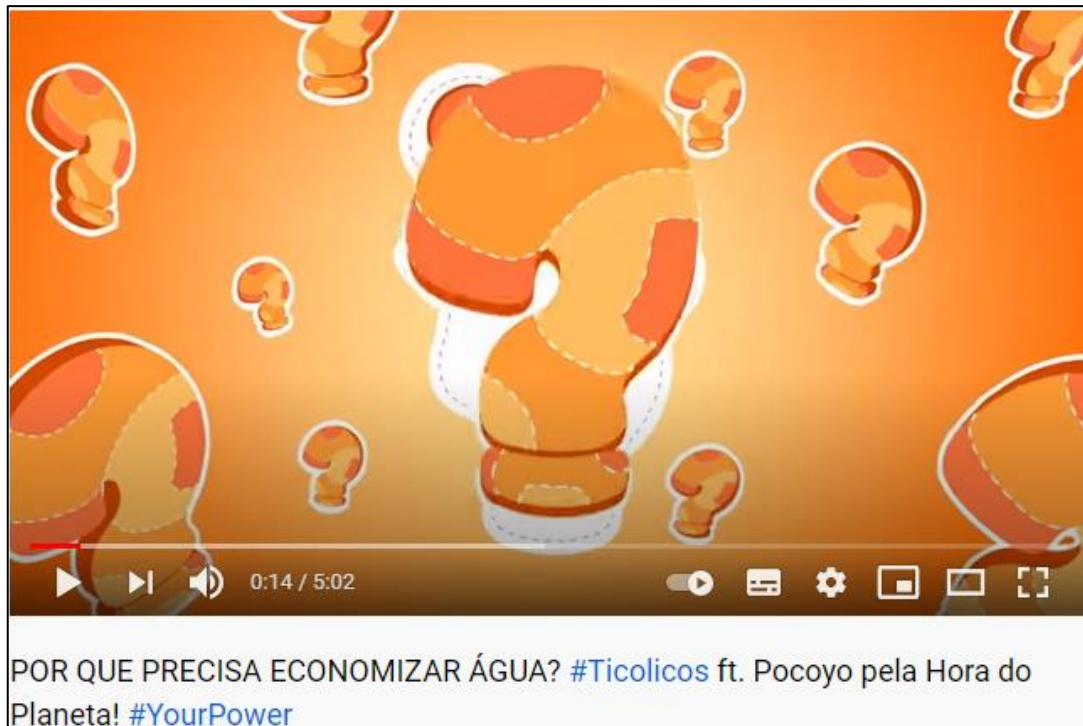 0:14 / 5:02
POR QUE PRECISA ECONOMIZAR ÁGUA? #Ticolicos ft. Pocoyo pela Hora do
Planeta! #YourPower